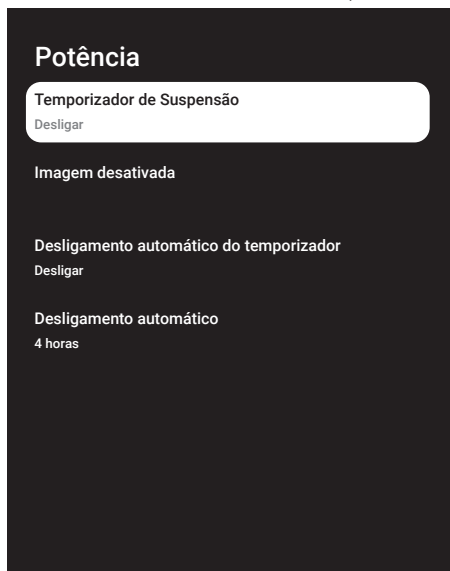 Potência
Temporizador de Suspensão
Desligar
Imagem desativada
Desligamento automático do temporizador
Desligar
Desligamento automático
4 horas